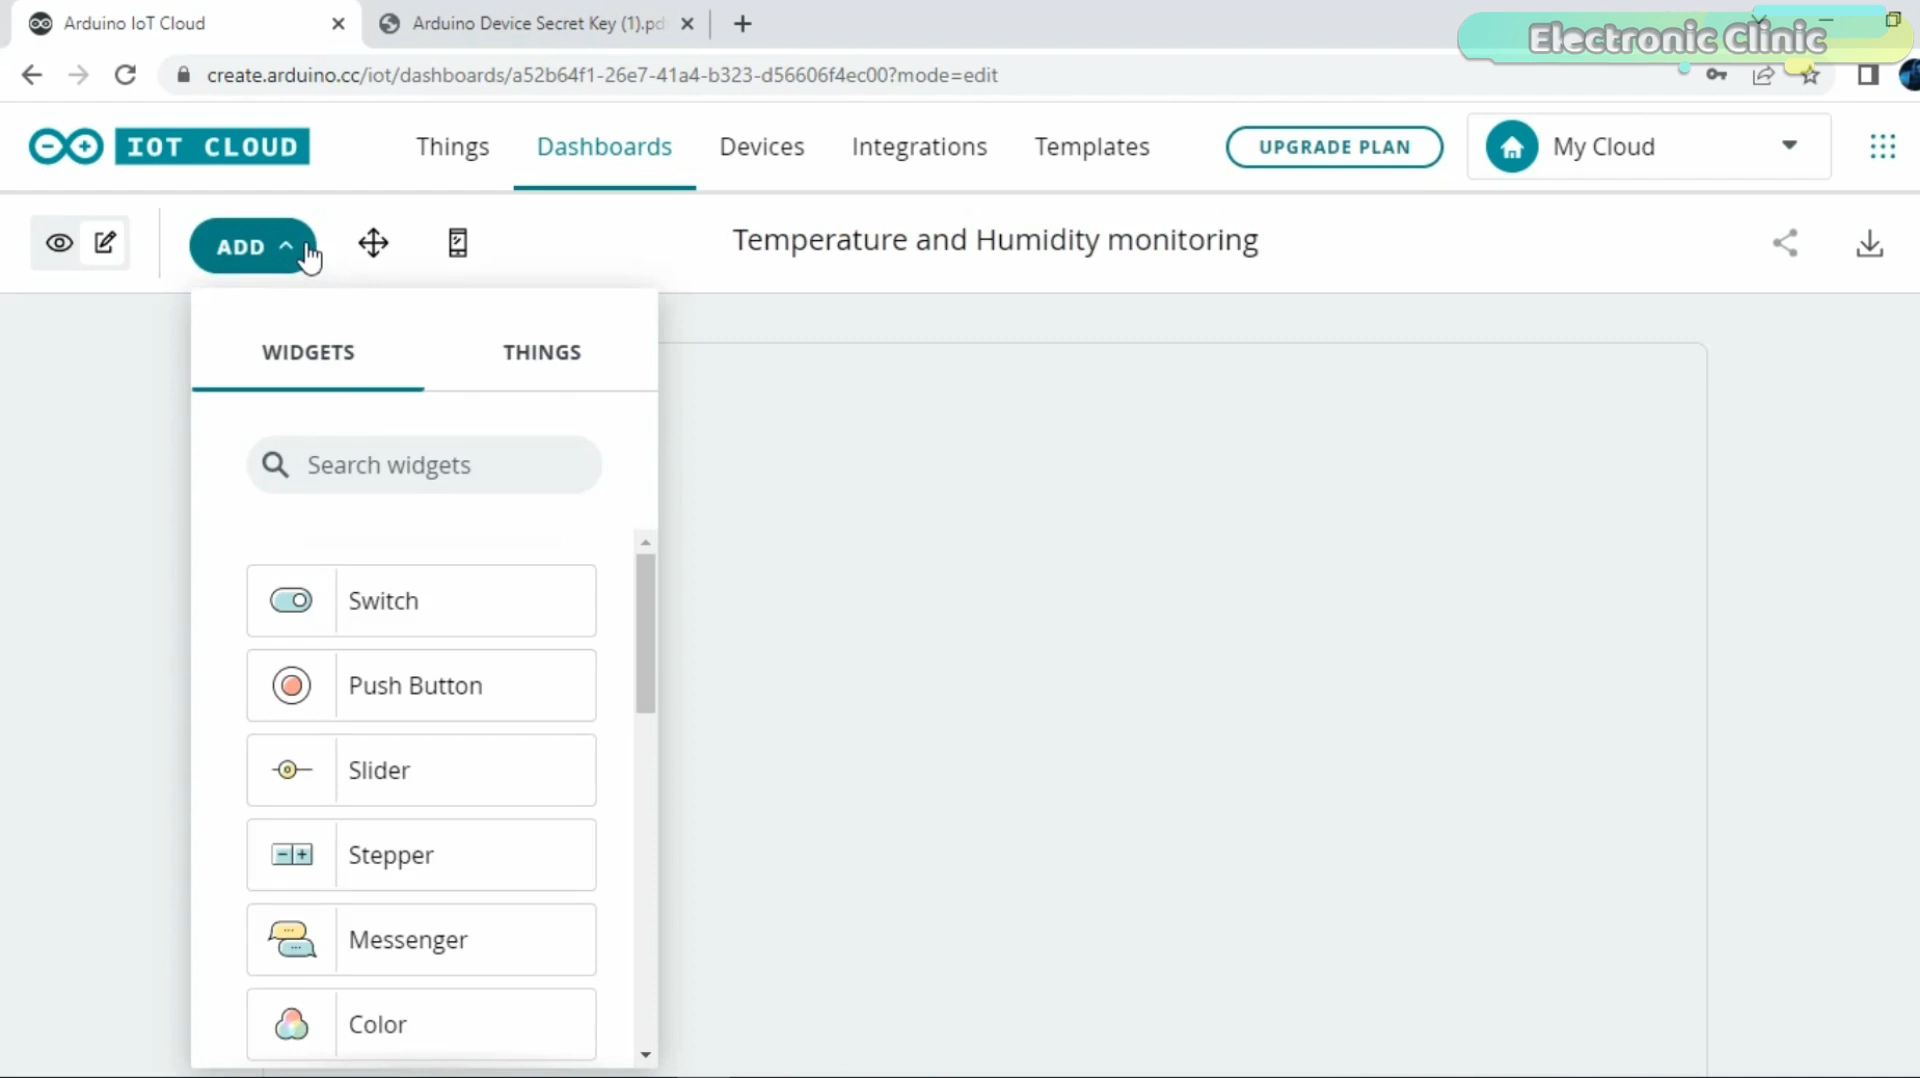 Arduino IoT Cloud
Arduino Device Secret Key (1).pd
Electronic Clinic
create.arduino.cc/iot/dashboards/a52b64f1-26e7-41a4-b323-d56606f4ec00?mode=edit
IOT CLOUD
Things
Dashboards
Devices
Integrations
Templates
UPGRADE PLAN
My Cloud
ADD
Temperature and Humidity monitoring
WIDGETS
THINGS
Search widgets
Switch
Push Button
Slider
Stepper
Messenger
Color